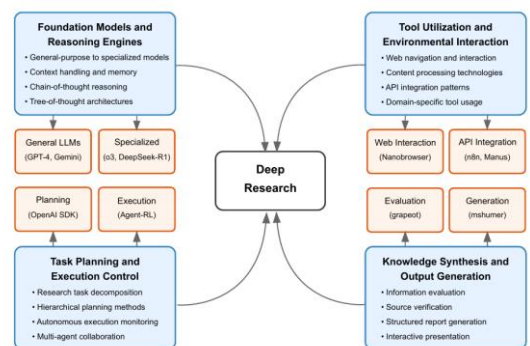 Foundation Models and
Reasoning Engines
• General-purpose to specialized models
• Context handling and memory
• Chain-of-thought reasoning
• Tree-of-thought architectures
General LLMs
(GPT-4, Gemini)
Specialized
(o3, DeepSeek-R1)
Planning
(OpenAI SDK)
Execution
(Agent-RL)
Task Planning and
Execution Control
• Research task decomposition
• Hierarchical planning methods
• Autonomous execution monitoring
• Multi-agent collaboration
Deep
Research
Tool Utilization and
Environmental Interaction
• Web navigation and interaction
• Content processing technologies
• API integration patterns
• Domain-specific tool usage
Web Interaction
(Nanobrowser)
API Integration
(n8n, Manus)
Evaluation
(grapeot)
Generation
(mshumer)
Knowledge Synthesis and
Output Generation
• Information evaluation
• Source verification
• Structured report generation
• Interactive presentation